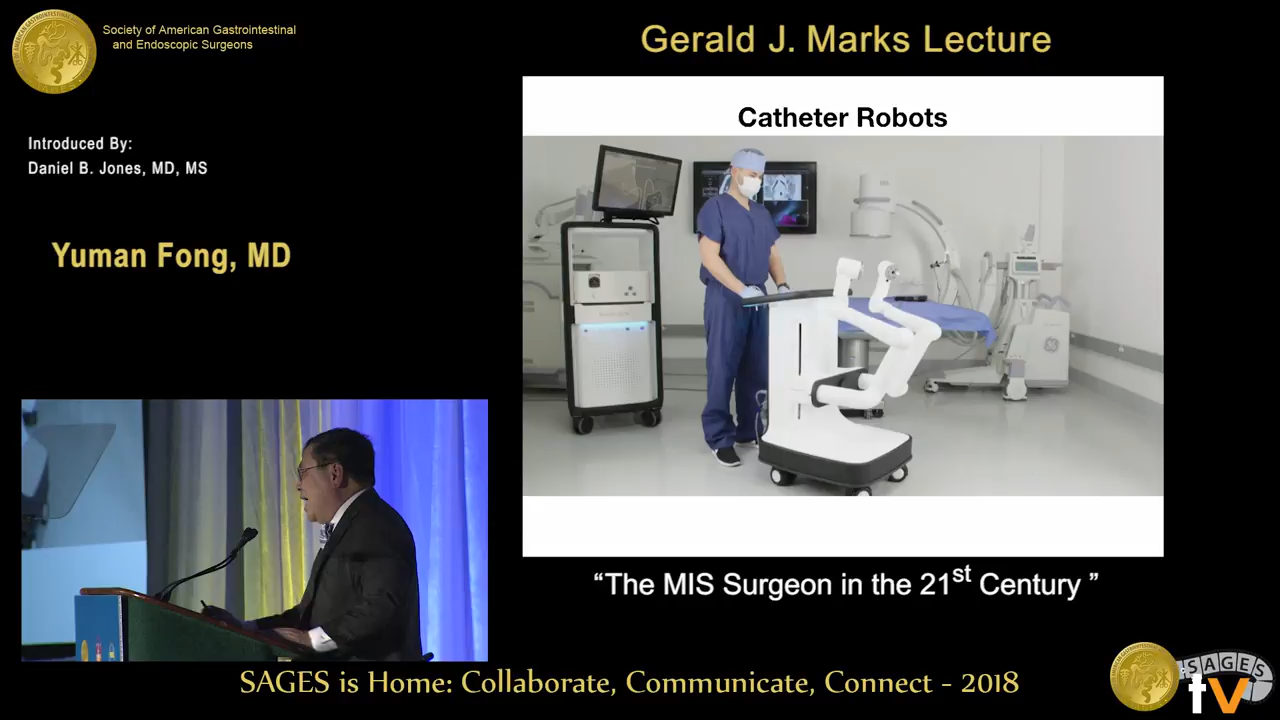 Society of American Gastrointestinal
and Endoscopic Surgeons
Gerald J. Marks Lecture
Introduced By:
Daniel B. Jones, MD, MS
Yuman Fong, MD
Catheter Robots
“The MIS Surgeon in the 21st Century ”
SAGES is Home: Collaborate, Communicate, Connect - 2018
SAGES
tv